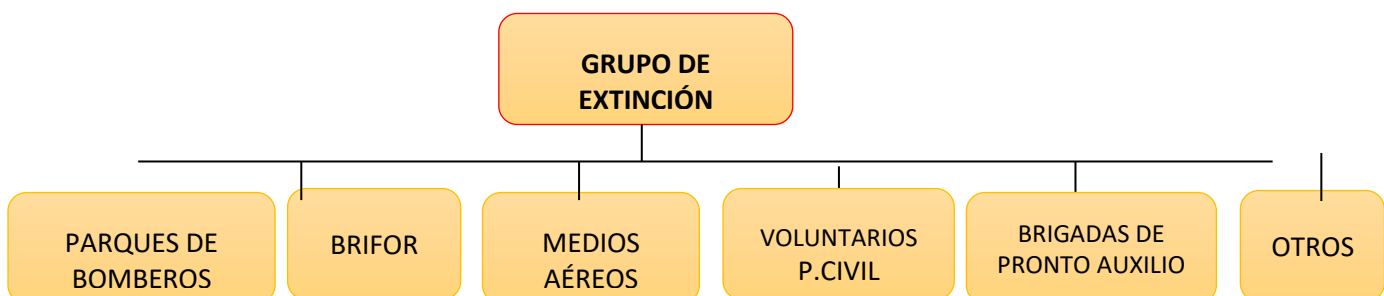 GRUPO DE
EXTINCIÓN
PARQUES DE
BOMBEROS
BRIFOR
MEDIOS
AÉREOS
VOLUNTARIOS
P.CIVIL
BRIGADAS DE
PRONTO AUXILIO
OTROS